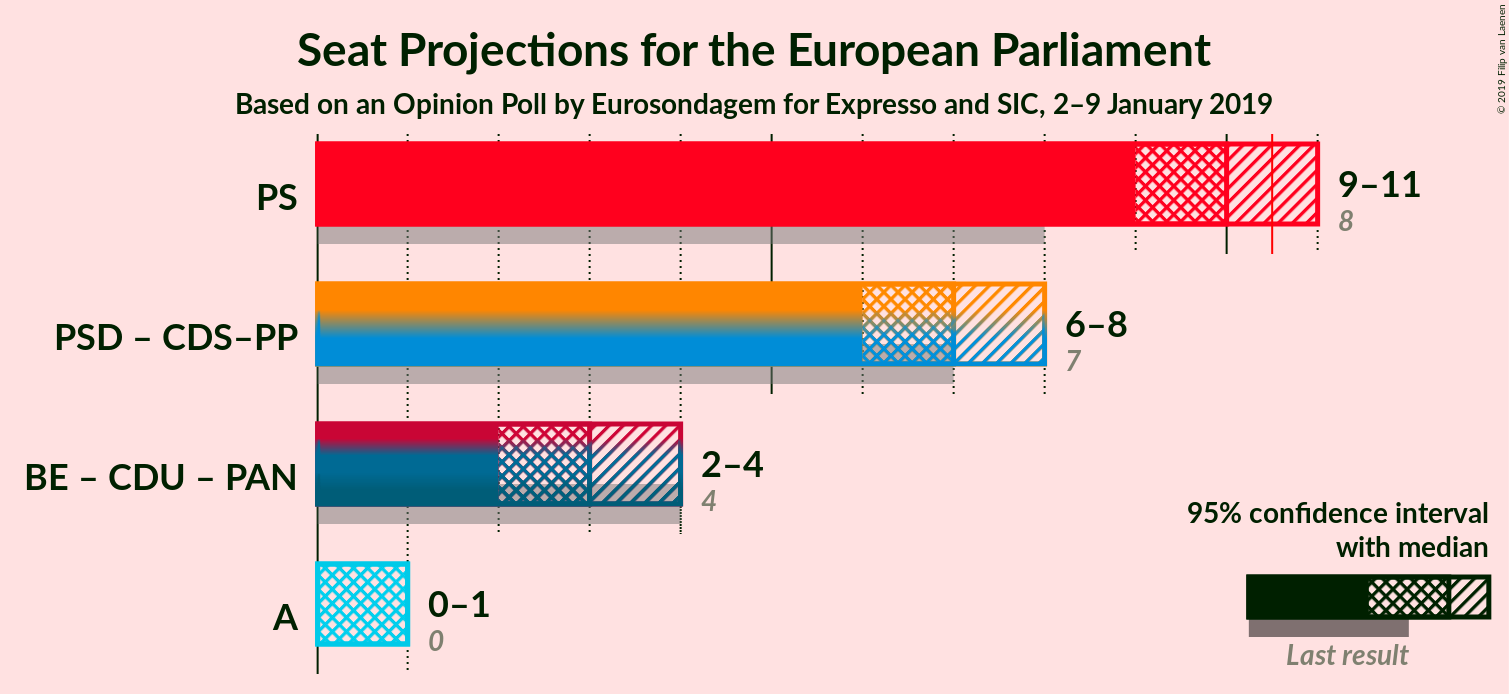 Seat Projections for the European Parliament
Based on an Opinion Poll by Eurosondagem for Expresso and SIC, 2–9 January 2019
© 2019 Filip van Laenen
PS
9–11
8
PSD – CDS–PP
6–8
7
BE – CDU – PAN
2–4
4
A
0–1
0
95% confidence interval
with median
Last result